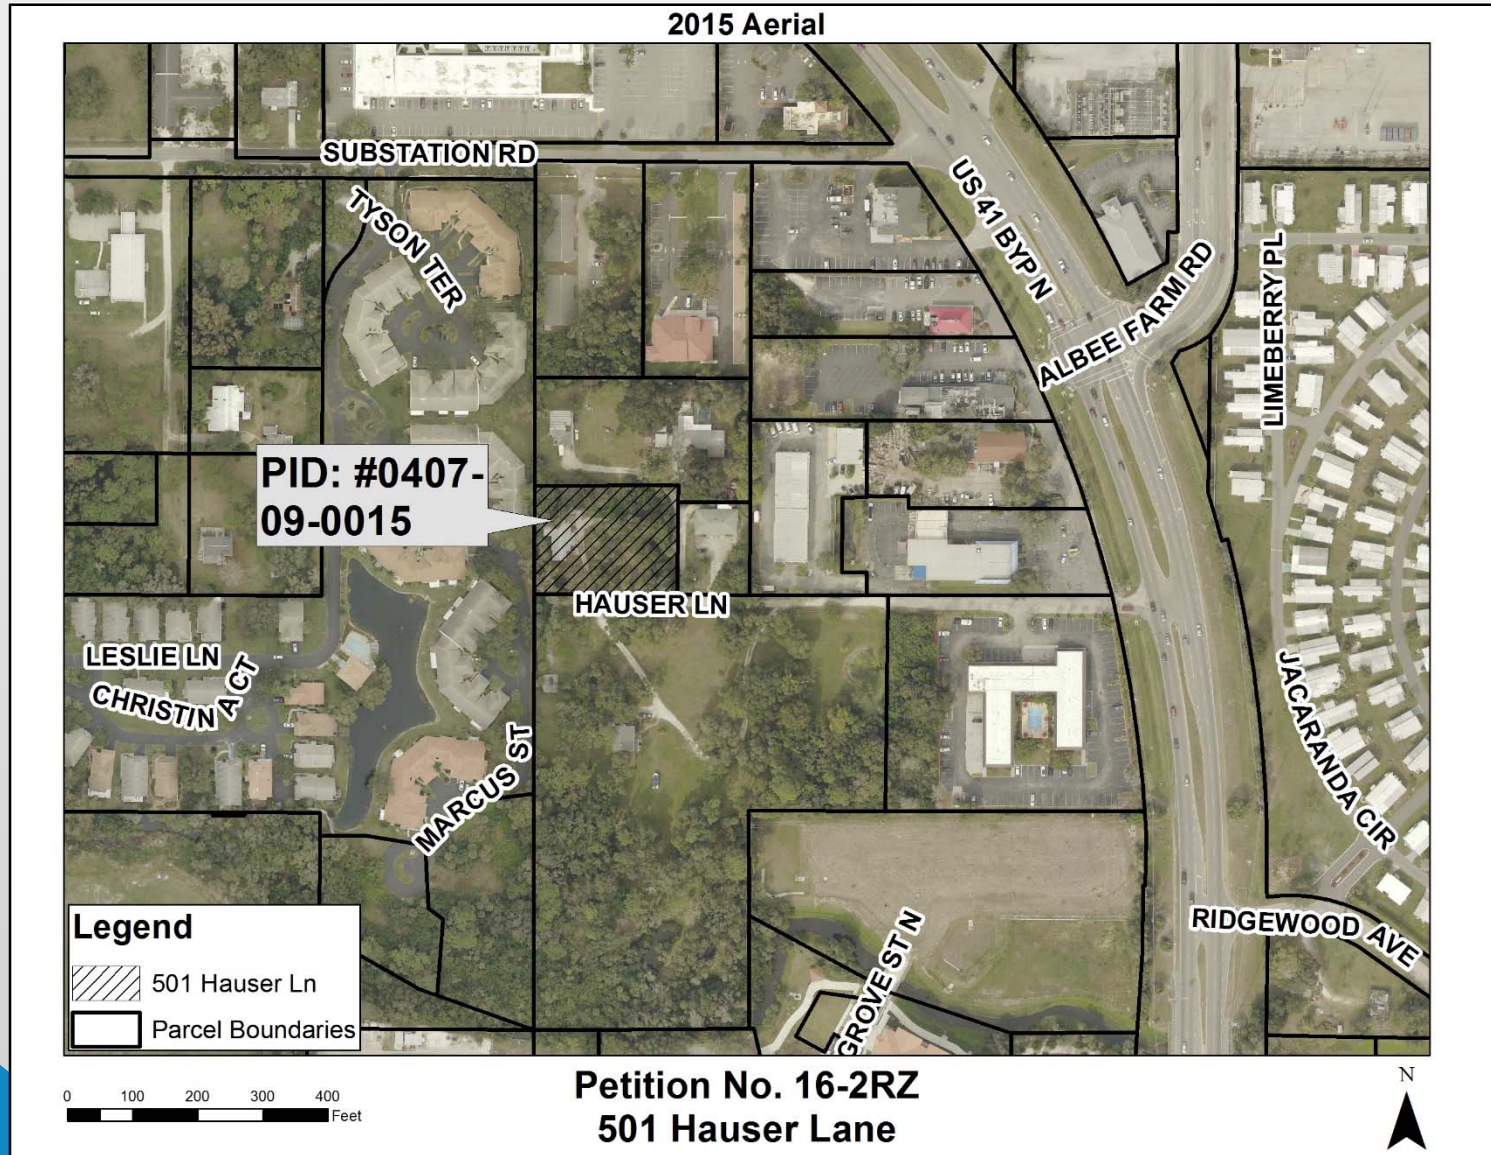 2015 Aerial
SUBSTATION RD
TYSON TER
US 41 BYP N
ALBEE FARM RD
LIMEBERRY PL
PID: #0407-
09-0015
HAUSER LN
LESLIE LN
CHRISTIN A CT
MARCUS ST
JACARANDA CIR
GROVE ST N
RIDGEWOOD AVE
Legend
501 Hauser Ln
Parcel Boundaries
0 100 200 300 400
Feet
Petition No. 16-2RZ
501 Hauser Lane
N